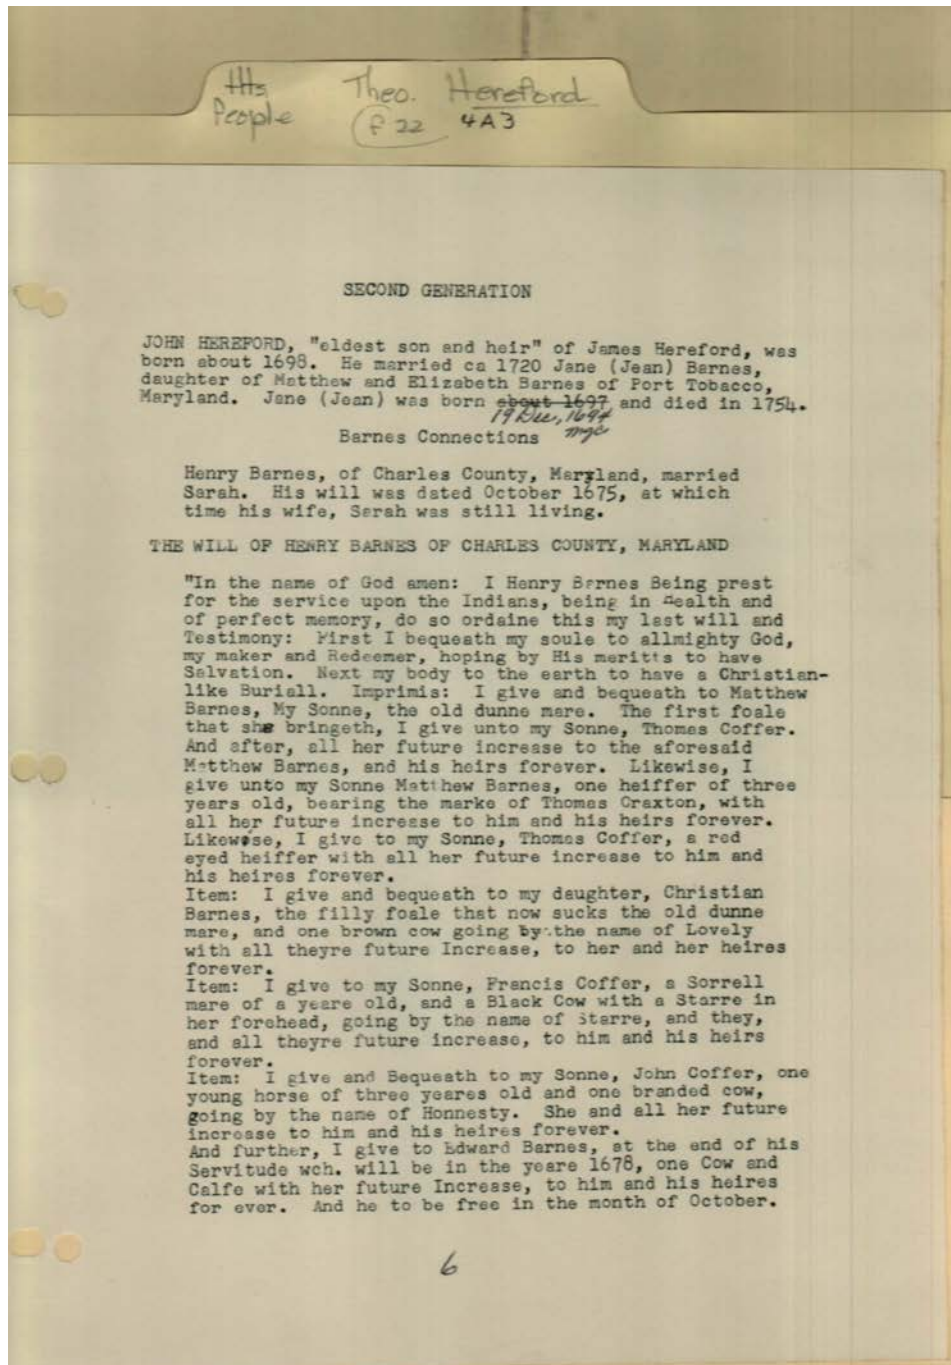 Hts People
Theo. Hereford
f 22 4A3
SECOND GENERATION
JOHN HEREFORD, "eldest son and heir" of James Hereford, was
born about 1698. He married ca 1720 Jane (Jean) Barnes,
daughter of Matthew and Elizabeth Barnes of Port Tobacco,
Maryland. Jane (Jean) was born about 1697 and died in 1754.
19 Dec, 1694
mgc
Barnes Connections
Henry Barnes, of Charles County, Maryland, married
Sarah. His will was dated October 1675, at which
time his wife, Sarah was still living.
THE WILL OF HENRY BARNES OF CHARLES COUNTY, MARYLAND
"In the name of God amen: I Henry Barnes Being prest
for the service upon the Indians, being in Health and
of perfect memory, do so ordaine this my last will and
Testimony: First I bequeath my soule to allmighty God,
my maker and Redeemer, hoping by His meritts to have
Salvation. Next my body to the earth to have a Christian-
like Buriall. Imprimis: I give and bequeath to Matthew
Barnes, My Sonne, the old dunne mare. The first foale
that she bringeth, I give unto my Sonne, Thomas Coffer.
And after, all her future increase to the aforesaid
Matthew Barnes, and his heirs forever. Likewise, I
give unto my Sonne Matthew Barnes, one heiffer of three
years old, bearing the marke of Thomas Craxton, with
all her future increase to him and his heirs forever.
Likewise, I give to my Sonne, Thomas Coffer, a red
eyed heiffer with all her future increase to him and
his heires forever.
Item: I give and bequeath to my daughter, Christian
Barnes, the filly foale that now sucks the old dunne
mare, and one brown cow going by the name of Lovely
with all theyre future Increase, to her and her heires
forever.
Item: I give to my Sonne, Francis Coffer, a Sorrell
mare of a yeare old, and a Black Cow with a Starre in
her forehead, going by the name of Starre, and they,
and all theyre future increase, to him and his heirs
forever.
Item: I give and Bequeath to my Sonne, John Coffer, one
young horse of three yeares old and one branded cow,
going by the name of Honnesty. She and all her future
increase to him and his heires forever.
And further, I give to Edward Barnes, at the end of his
Servitude wch. will be in the yeare 1678, one Cow and
Calfe with her future Increase, to him and his heires
for ever. And he to be free in the month of October.
6